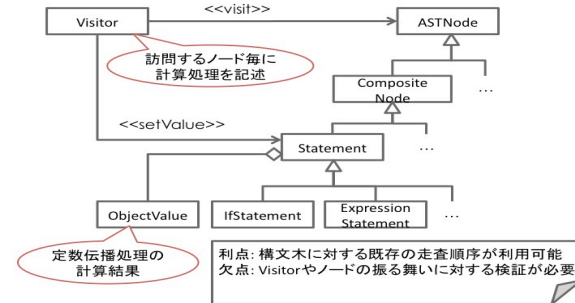 <<visit>>
Visitor
ASTNode
訪問するノード毎に
計算処理を記述
Composite
Node
...
<<setValue>>
Statement
...
ObjectValue
IfStatement
Expression
Statement
...
定数伝播処理の
計算結果
利点: 構文木に対する既存の走査順序が利用可能
欠点: Visitorやノードの振る舞いに対する検証が必要